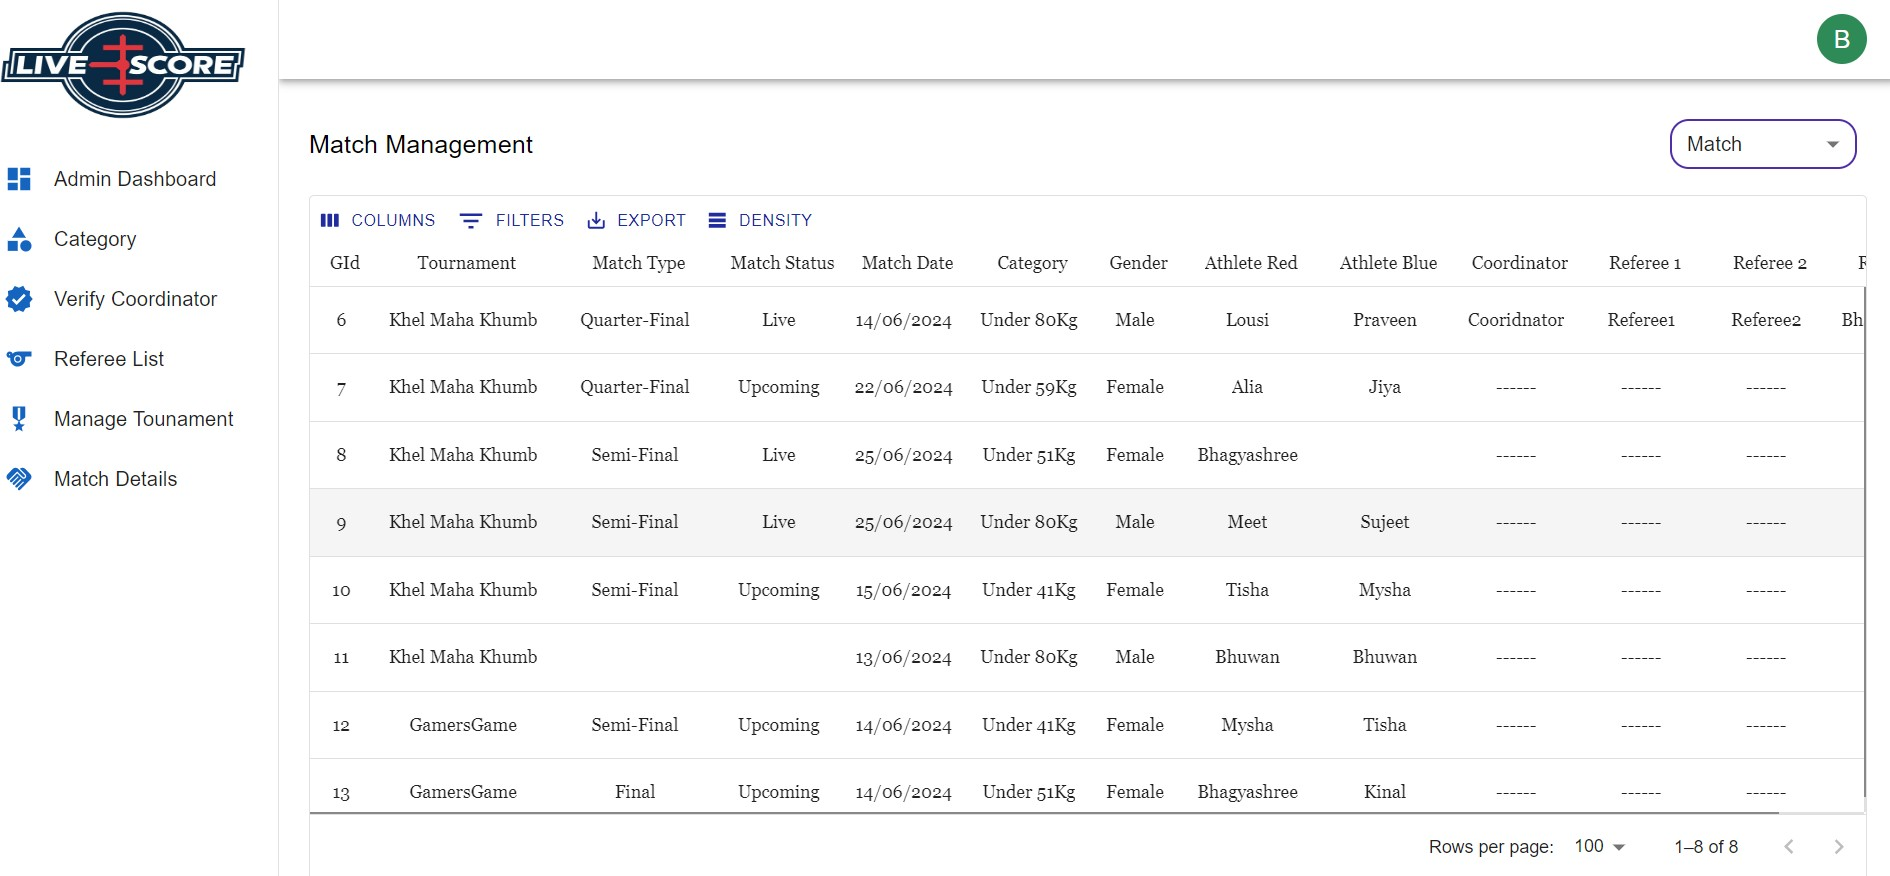 LIVE SCORE
B
Admin Dashboard
Category
Verify Coordinator
Referee List
Manage Tounament
Match Details
Match Management
Match
COLUMNS FILTERS EXPORT DENSITY
GId Tournament Match Type Match Status Match Date Category Gender Athlete Red Athlete Blue Coordinator Referee 1 Referee 2
6 Khel Maha Khumb Quarter-Final Live 14/06/2024 Under 80Kg Male Lousi Praveen Cooridnator Referee1 Referee2 Bh
7 Khel Maha Khumb Quarter-Final Upcoming 22/06/2024 Under 59Kg Female Alia Jiya ------ ------ ------
8 Khel Maha Khumb Semi-Final Live 25/06/2024 Under 51Kg Female Bhagyashree ------ ------ ------
9 Khel Maha Khumb Semi-Final Live 25/06/2024 Under 80Kg Male Meet Sujeet ------ ------ ------
10 Khel Maha Khumb Semi-Final Upcoming 15/06/2024 Under 41Kg Female Tisha Mysha ------ ------ ------
11 Khel Maha Khumb 13/06/2024 Under 80Kg Male Bhuwan Bhuwan ------ ------ ------
12 GamersGame Semi-Final Upcoming 14/06/2024 Under 41Kg Female Mysha Tisha ------ ------ ------
13 GamersGame Final Upcoming 14/06/2024 Under 51Kg Female Bhagyashree Kinal ------ ------ ------
Rows per page: 100 1–8 of 8